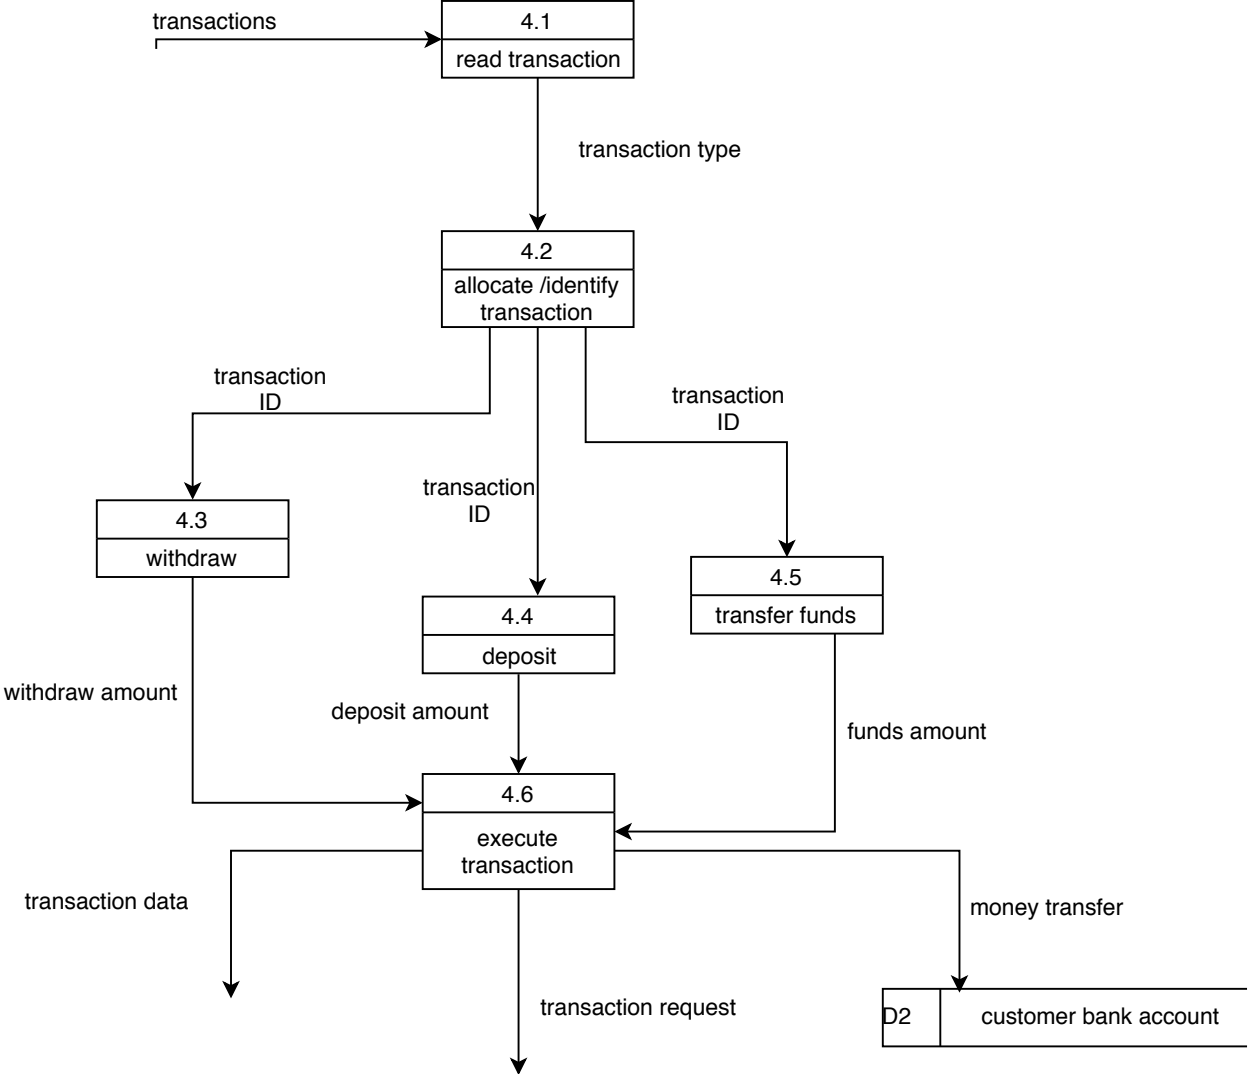 transactions
4.1
read transaction
transaction type
4.2
allocate /identify
transaction
transaction
ID
transaction
ID
transaction
ID
4.3
withdraw
4.5
transfer funds
4.4
deposit
withdraw amount
deposit amount
funds amount
4.6
execute
transaction
transaction data
money transfer
transaction request
D2
customer bank account